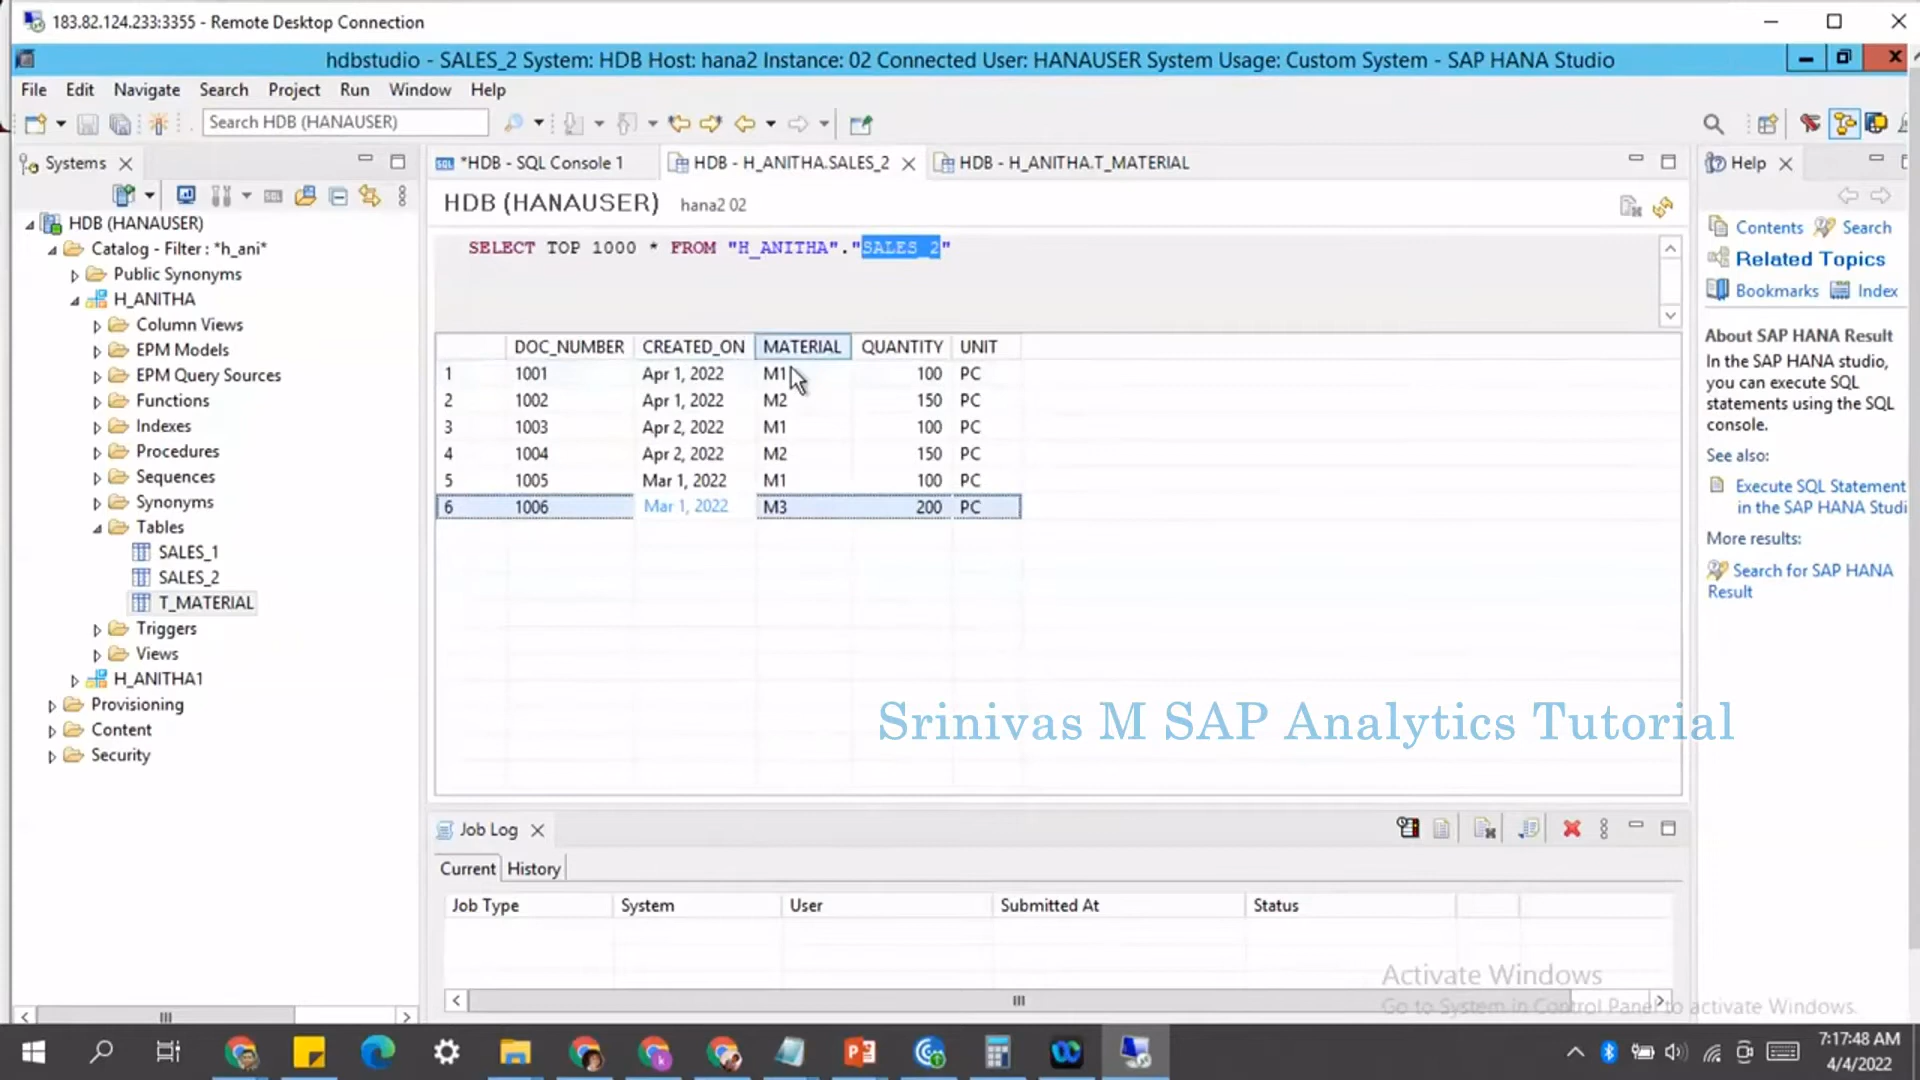 183.82.124.233:3355 - Remote Desktop Connection
hdbstudio - SALES_2 System: HDB Host: hana2 Instance: 02 Connected User: HANAUSER System Usage: Custom System - SAP HANA Studio
File Edit Navigate Search Project Run Window Help
Search HDB (HANAUSER)
Systems
HDB (HANAUSER)
Catalog - Filter : *h_ani*
Public Synonyms
H_ANITHA
Column Views
EPM Models
EPM Query Sources
Functions
Indexes
Procedures
Sequences
Synonyms
Tables
SALES_1
SALES_2
T_MATERIAL
Triggers
Views
H_ANITHA1
Provisioning
Content
Security
*HDB - SQL Console 1 HDB - H_ANITHA.SALES_2 HDB - H_ANITHA.T_MATERIAL
HDB (HANAUSER) hana2 02
SELECT TOP 1000 * FROM "H_ANITHA"."SALES_2"
DOC_NUMBER CREATED_ON MATERIAL QUANTITY UNIT
1 1001 Apr 1, 2022 M1 100 PC
2 1002 Apr 1, 2022 M2 150 PC
3 1003 Apr 2, 2022 M1 100 PC
4 1004 Apr 2, 2022 M2 150 PC
5 1005 Mar 1, 2022 M1 100 PC
6 1006 Mar 1, 2022 M3 200 PC
Srinivas M SAP Analytics Tutorial
Job Log
Current History
Job Type System User Submitted At Status
Help
Contents Search
Related Topics
Bookmarks Index
About SAP HANA Result
In the SAP HANA studio,
you can execute SQL
statements using the SQL
console.
See also:
Execute SQL Statement
in the SAP HANA Studi
More results:
Search for SAP HANA
Result
Activate Windows
Go to System in Control Panel to activate Windows.
7:17:48 AM
4/4/2022